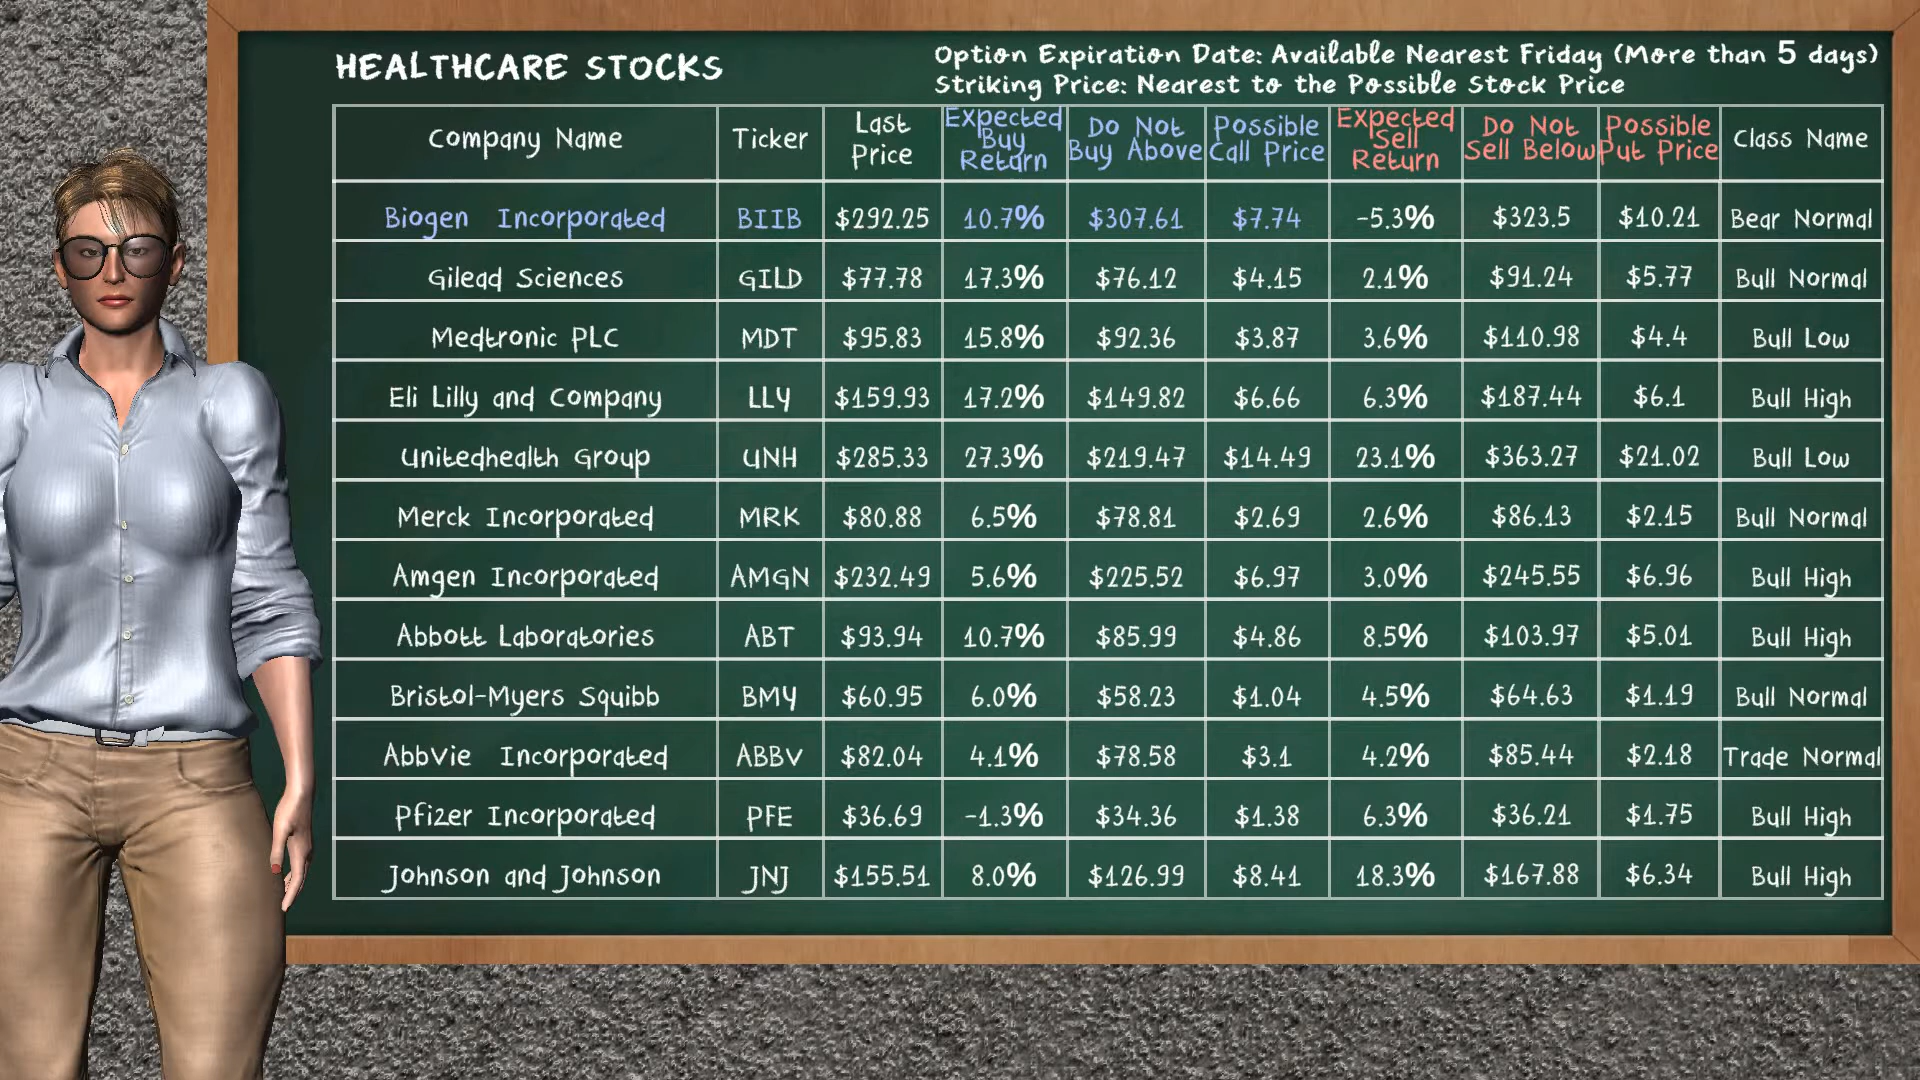 HEALTHCARE STOCKS
Option Expiration Date: Available Nearest Friday (More than 5 days)
Striking Price: Nearest to the Possible Stock Price
Company Name Ticker Last Price Expected Buy Return Do Not Buy Above Possible Call Price Expected Sell Return Do Not Sell Below Possible Put Price Class Name
Biogen Incorporated BIIB $292.25 10.7% $307.61 $7.74 -5.3% $323.5 $10.21 Bear Normal
Gilead Sciences GILD $77.78 17.3% $76.12 $4.15 2.1% $91.24 $5.77 Bull Normal
Medtronic PLC MDT $95.83 15.8% $92.36 $3.87 3.6% $110.98 $4.4 Bull Low
Eli Lilly and Company LLY $159.93 17.2% $149.82 $6.66 6.3% $187.44 $6.1 Bull High
Unitedhealth Group UNH $285.33 27.3% $219.47 $14.49 23.1% $363.27 $21.02 Bull Low
Merck Incorporated MRK $80.88 6.5% $78.81 $2.69 2.6% $86.13 $2.15 Bull Normal
Amgen Incorporated AMGN $232.49 5.6% $225.52 $6.97 3.0% $245.55 $6.96 Bull High
Abbott Laboratories ABT $93.94 10.7% $85.99 $4.86 8.5% $103.97 $5.01 Bull High
Bristol-Myers Squibb BMY $60.95 6.0% $58.23 $1.04 4.5% $64.63 $1.19 Bull Normal
AbbVie Incorporated ABBV $82.04 4.1% $78.58 $3.1 4.2% $85.44 $2.18 Trade Normal
Pfizer Incorporated PFE $36.69 -1.3% $34.36 $1.38 6.3% $36.21 $1.75 Bull High
Johnson and Johnson JNJ $155.51 8.0% $126.99 $8.41 18.3% $167.88 $6.34 Bull High